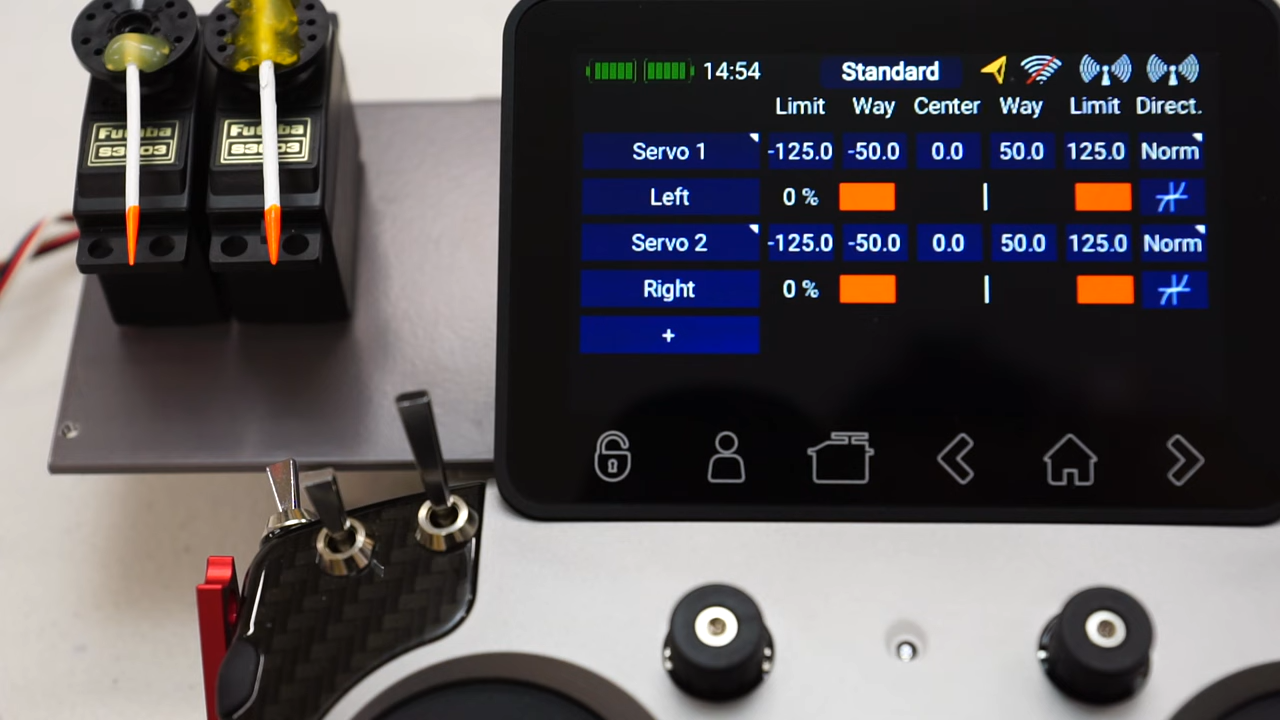 Futaba
S3003
Futaba
S3003
14:54 Standard
Limit Way Center Way Limit Direct.
Servo 1 -125.0 -50.0 0.0 50.0 125.0 Norm
Left 0 %
Servo 2 -125.0 -50.0 0.0 50.0 125.0 Norm
Right 0 %
+